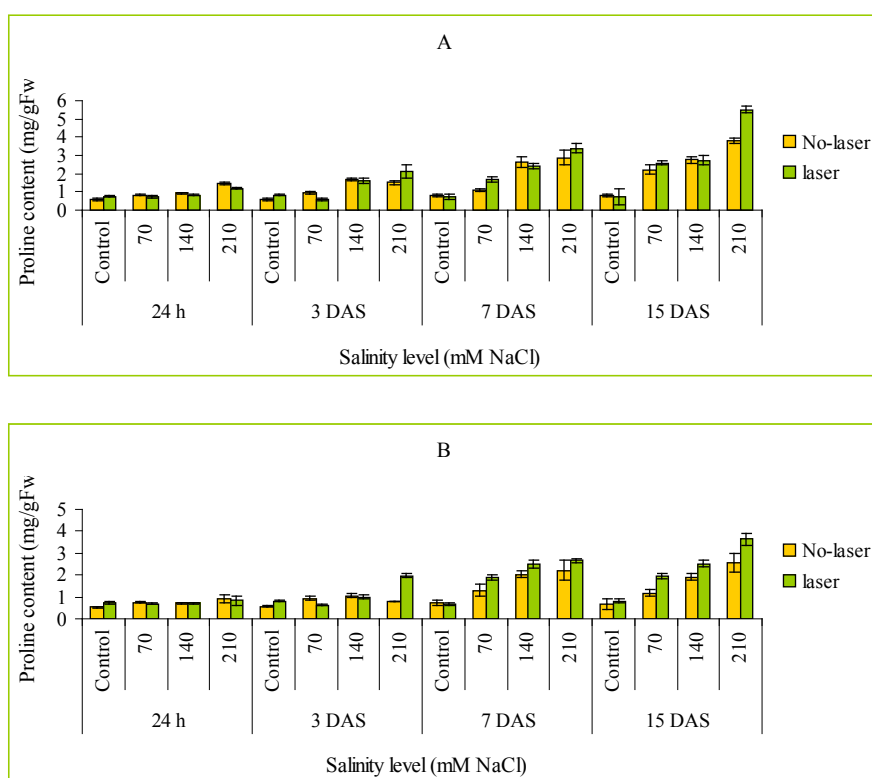 A
Proline content (mg/gFw
6
5
4
3
2
1
0
Control 70 140 210 Control 70 140 210 Control 70 140 210 Control 70 140 210
24 h 3 DAS 7 DAS 15 DAS
Salinity level (mM NaCl)
No-laser
laser
B
Proline content (mg/gFw
5
4
3
2
1
0
Control 70 140 210 Control 70 140 210 Control 70 140 210 Control 70 140 210
24 h 3 DAS 7 DAS 15 DAS
Salinity level (mM NaCl)
No-laser
laser